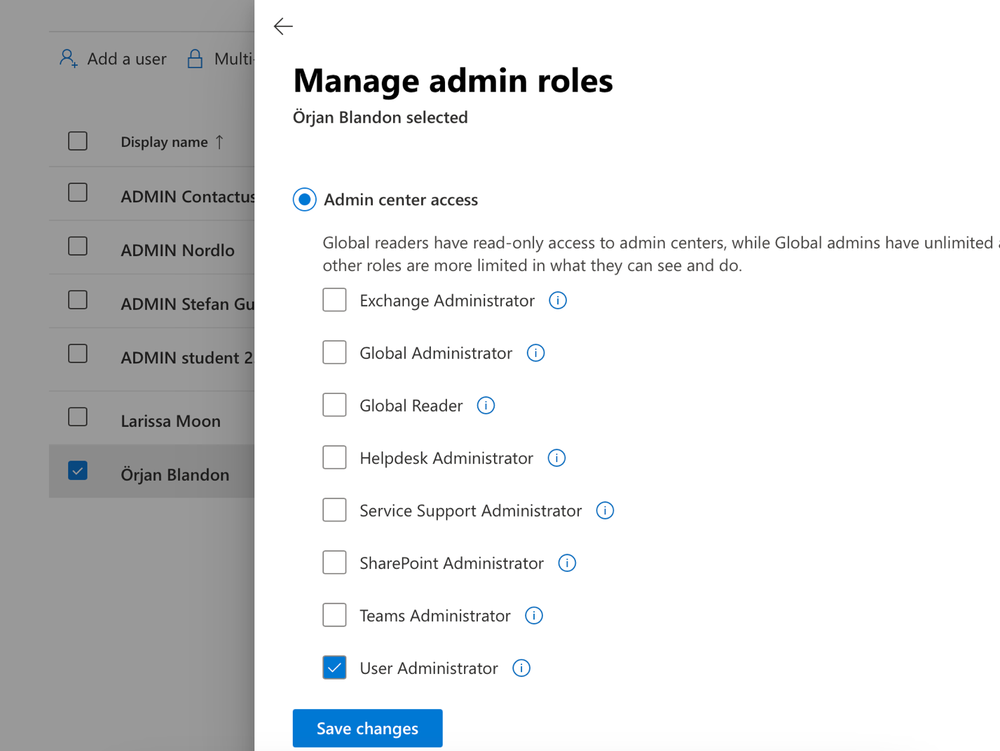 Add a user
Multi-
Display name ↑
ADMIN Contactus
ADMIN Nordlo
ADMIN Stefan Gu
ADMIN student 2
Larissa Moon
Örjan Blandon
Manage admin roles
Örjan Blandon selected
Admin center access
Global readers have read-only access to admin centers, while Global admins have unlimited
other roles are more limited in what they can see and do.
Exchange Administrator
Global Administrator
Global Reader
Helpdesk Administrator
Service Support Administrator
SharePoint Administrator
Teams Administrator
User Administrator
Save changes